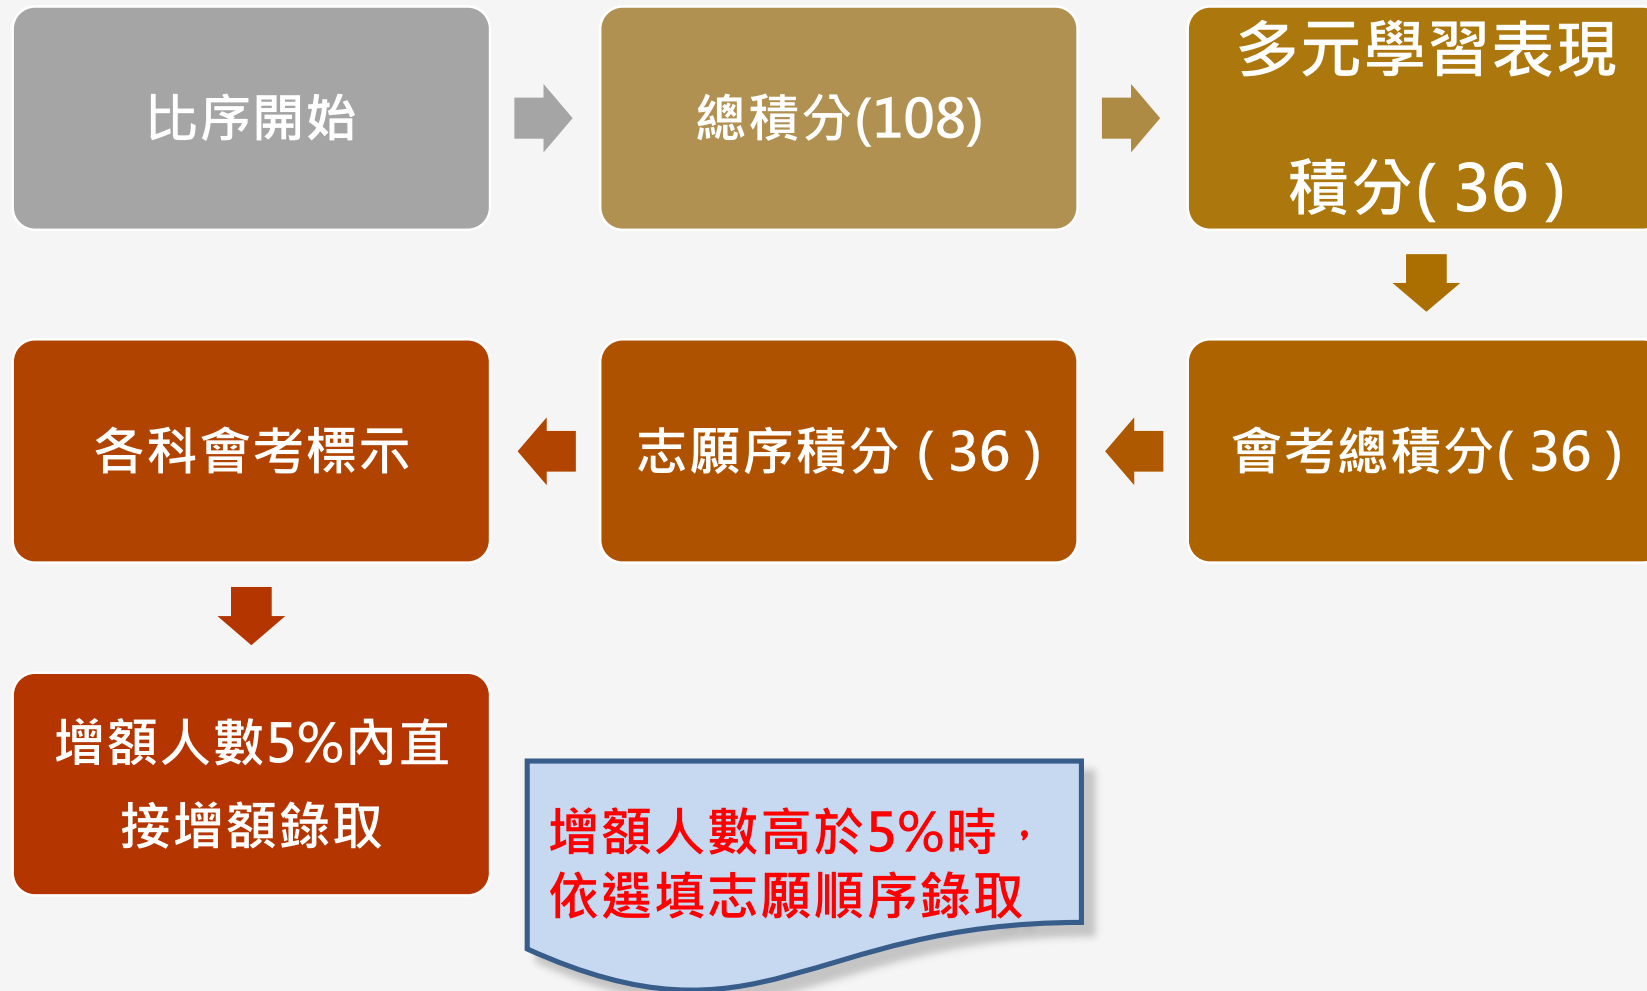 比序開始
總積分(108)
多元學習表現
積分( 36 )
會考總積分( 36 )
志願序積分 ( 36 )
各科會考標示
增額人數5%內直
接增額錄取
增額人數高於5%時，
依選填志願順序錄取